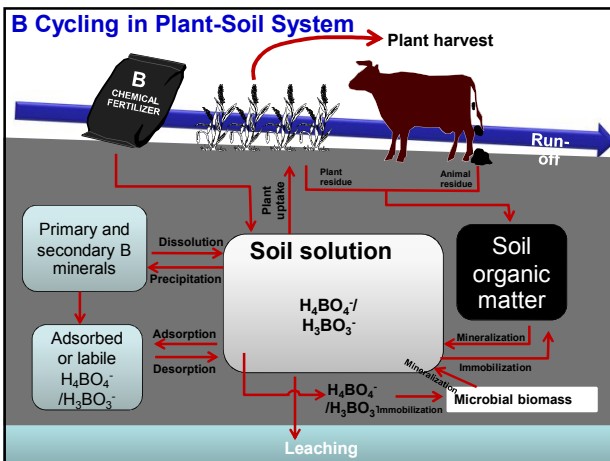 B Cycling in Plant-Soil System
Plant harvest
B
CHEMICAL
FERTILIZER
Run-
off
Plant
residue
Animal
residue
Plant
uptake
Primary and
secondary B
minerals
Dissolution
Precipitation
Soil solution
H₄BO₄⁻/
H₃BO₃⁻
Soil
organic
matter
Adsorbed
or labile
H₄BO₄⁻
/H₃BO₃⁻
Adsorption
Desorption
Mineralization
Immobilization
Mineralization
H₄BO₄⁻
/H₃BO₃⁻
Immobilization
Microbial biomass
Leaching